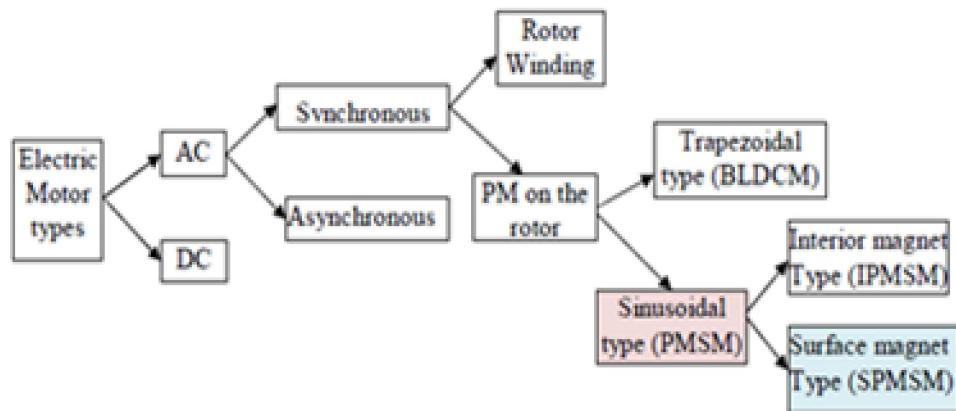 Electric
Motor
types
AC
DC
Synchronous
Asynchronous
Rotor
Winding
PM on the
rotor
Trapezoidal
type (BLDCM)
Sinusoidal
type (PMSM)
Interior magnet
Type (IPMSM)
Surface magnet
Type (SPMSM)